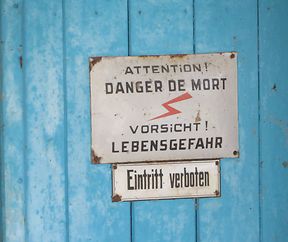 ATTENTION!
DANGER DE MORT
VORSICHT!
LEBENSGEFAHR
Eintritt verboten